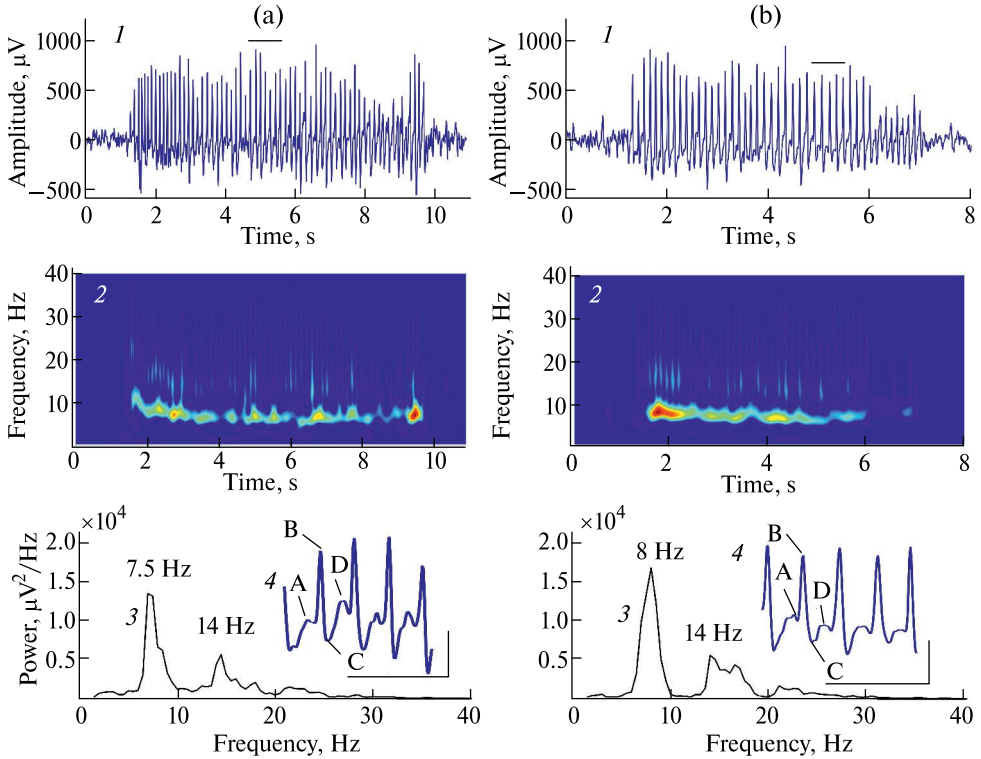 (a)
1
1000
500
0
−500
Amplitude, μV
0 2 4 6 8 10
Time, s
(b)
1
1000
500
0
−500
Amplitude, μV
0 2 4 6 8
Time, s
2
40
30
20
10
Frequency, Hz
0 2 4 6 8 10
Time, s
2
40
30
20
10
Frequency, Hz
0 2 4 6 8
Time, s
×10⁴
2.0
1.5
1.0
0.5
Power, μV²/Hz
7.5 Hz
3
14 Hz
4
A
B
D
C
0 10 20 30 40
Frequency, Hz
×10⁴
2.0
1.5
1.0
0.5
8 Hz
3
14 Hz
4
B
A
D
C
0 10 20 30 40
Frequency, Hz